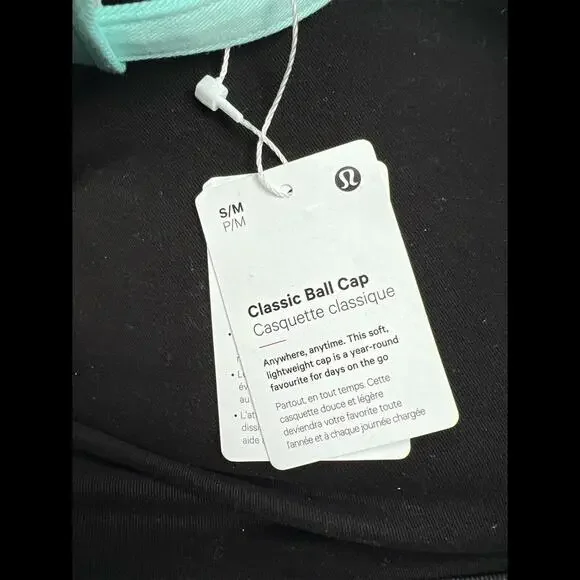 S/M
P/M
Classic Ball Cap
Casquette classique
Anywhere, anytime. This soft,
lightweight cap is a year-round
favourite for days on the go
Partout, en tout temps. Cette
casquette douce et légère
deviendra votre favorite toute
l'année et à chaque journée chargée